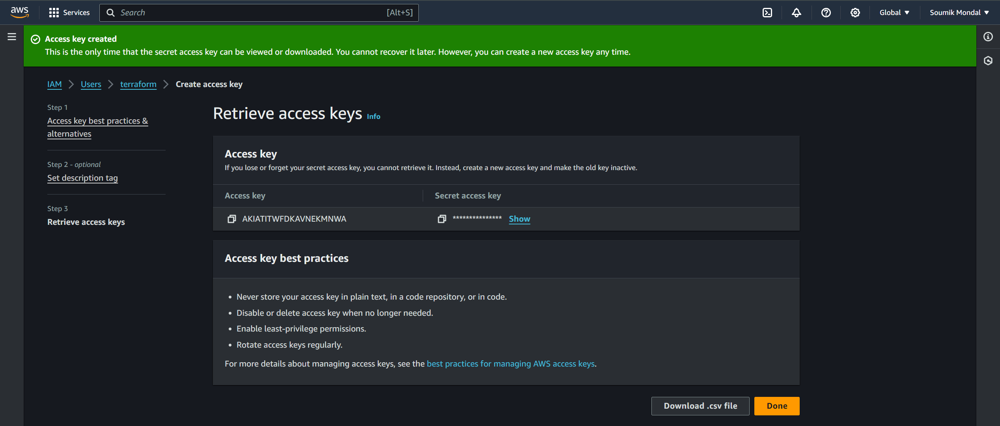 aws
Services
Search
[Alt+S]
Global
Soumik Mondal
Access key created
This is the only time that the secret access key can be viewed or downloaded. You cannot recover it later. However, you can create a new access key any time.
IAM
Users
terraform
Create access key
Step 1
Access key best practices &
alternatives
Step 2 - optional
Set description tag
Step 3
Retrieve access keys
Retrieve access keys Info
Access key
If you lose or forget your secret access key, you cannot retrieve it. Instead, create a new access key and make the old key inactive.
Access key
Secret access key
AKIATITWFDKAVNEKMNWA
*************** Show
Access key best practices
• Never store your access key in plain text, in a code repository, or in code.
• Disable or delete access key when no longer needed.
• Enable least-privilege permissions.
• Rotate access keys regularly.
For more details about managing access keys, see the best practices for managing AWS access keys.
Download .csv file
Done